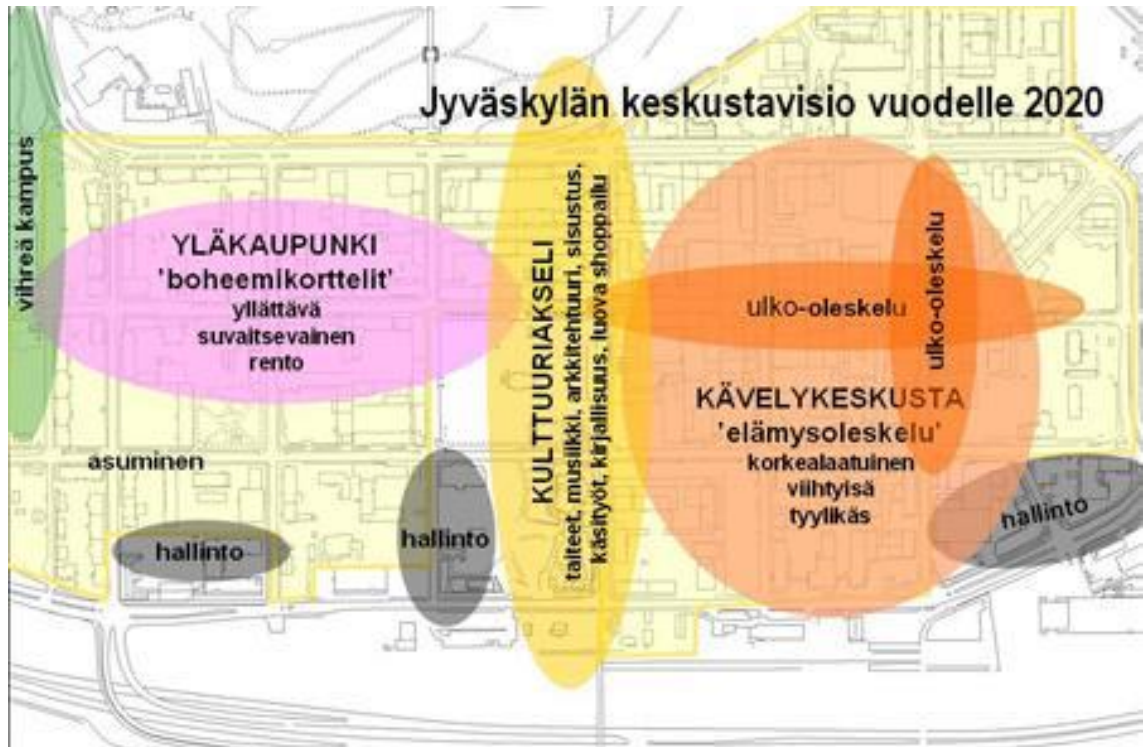 Jyväskylän keskustavisio vuodelle 2020
vihreä kampus
YLÄKAUPUNKI
'boheemikorttelit'
yllättävä
suvaitsevainen
rento
KULTTUURIAKSELI
taiteet, musiikki, arkkitehtuuri, sisustus,
käsityöt, kirjallisuus, luova shoppailu
ulko-oleskelu
ulko-oleskelu
KÄVELYKESKUSTA
'elämysoleskelu'
korkealaatuinen
viihtyisä
tyylikäs
asuminen
hallinto
hallinto
hallinto